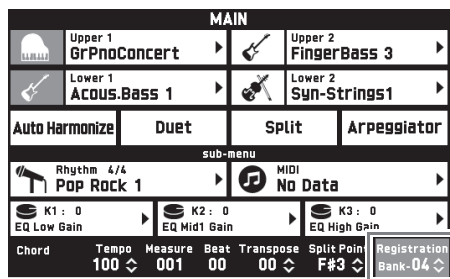 MAIN
Upper 1
GrPnoConcert
Upper 2
FingerBass 3
Lower 1
Acous.Bass 1
Lower 2
Syn-Strings1
Auto Harmonize Duet Split Arpeggiator
sub-menu
Rhythm 4/4
Pop Rock 1
MIDI
No Data
K1: 0
EQ Low Gain
K2: 0
EQ Mid1 Gain
K3: 0
EQ High Gain
Chord Tempo Measure Beat Transpose Split Point Registration
100 001 00 00 F#3 Bank-04